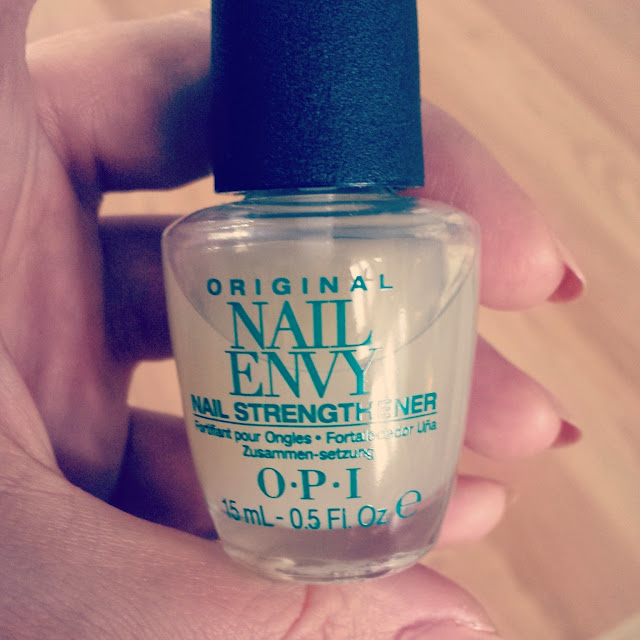 ORIGINAL
NAIL
ENVY
NAIL STRENGTHENER
Fortifiant pour Ongles • Fortalecedor Uña
Zusammen-setzung
O·P·I
15 mL - 0.5 Fl. Oz ℮